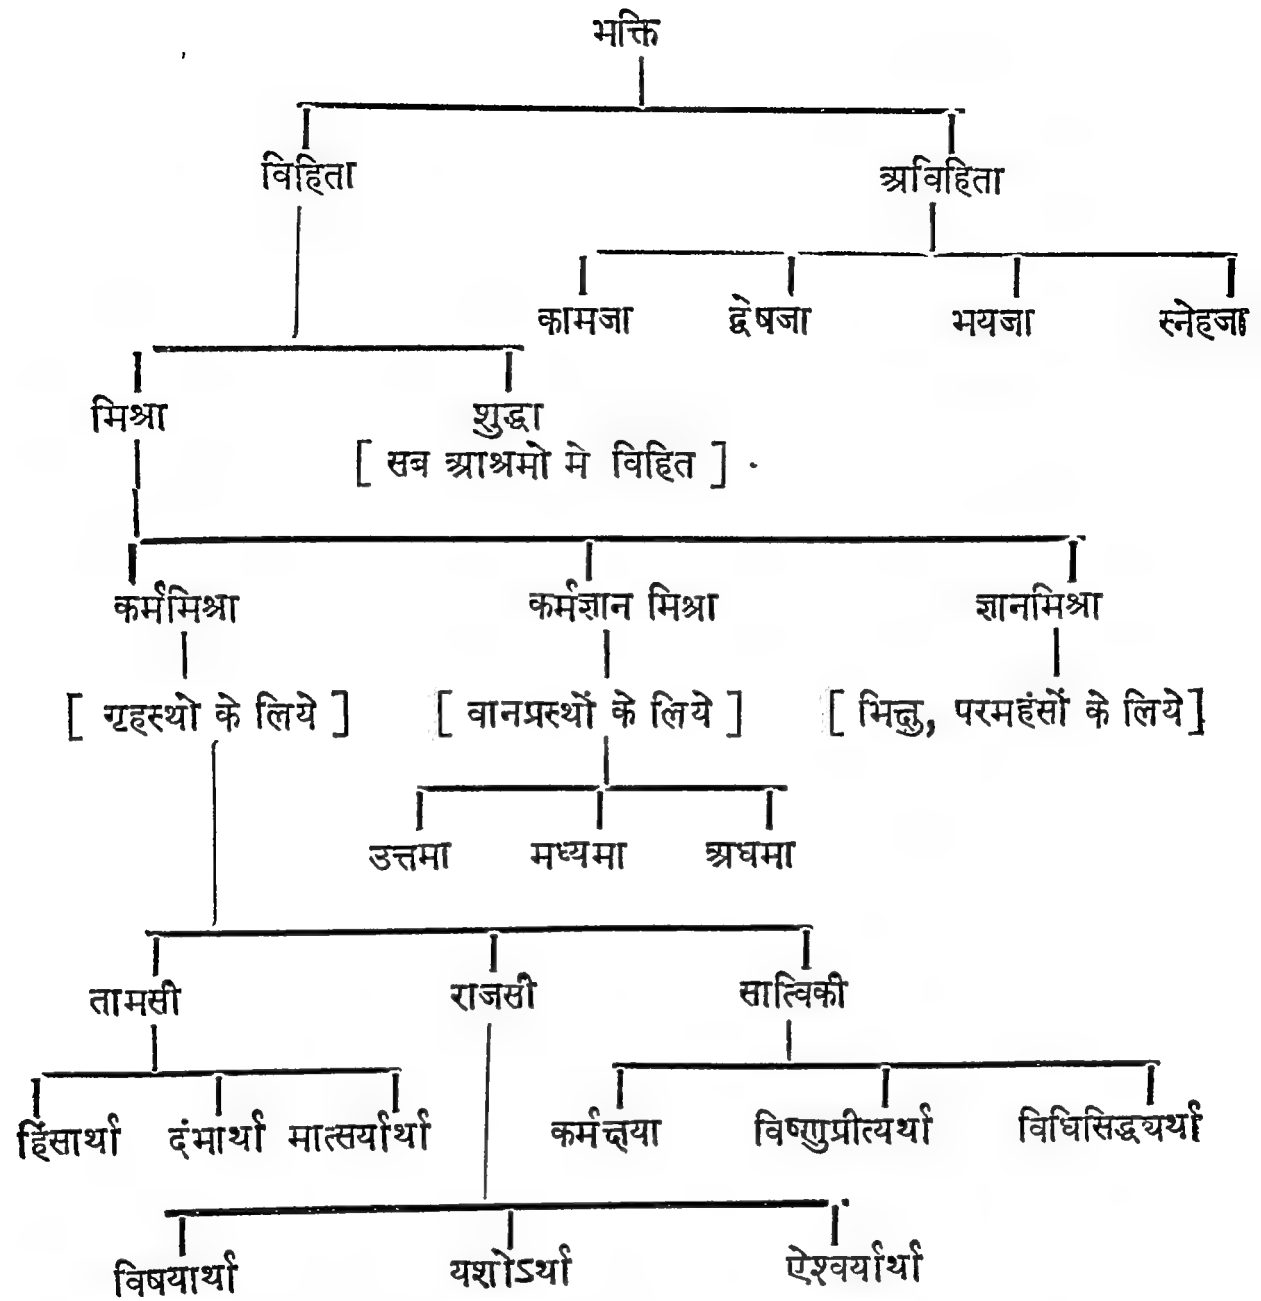 भक्ति
विहिता अविहिता
कामजा द्वेषजा भयजा स्नेहजा
मिश्रा शुद्धा
[ सब आश्रमो मे विहित ]
कर्ममिश्रा कर्मज्ञान मिश्रा ज्ञानमिश्रा
[ गृहस्थो के लिये ] [ वानप्रस्थों के लिये ] [ भिक्षु, परमहंसों के लिये]
उत्तमा मध्यमा अधमा
तामसी राजसी सात्विकी
हिंसार्था दंभार्था मात्सर्यार्था कर्मक्षया विष्णुप्रीत्यर्था विधिसिद्ध्यर्था
विषयार्था यशोऽर्था ऐश्वर्यार्था